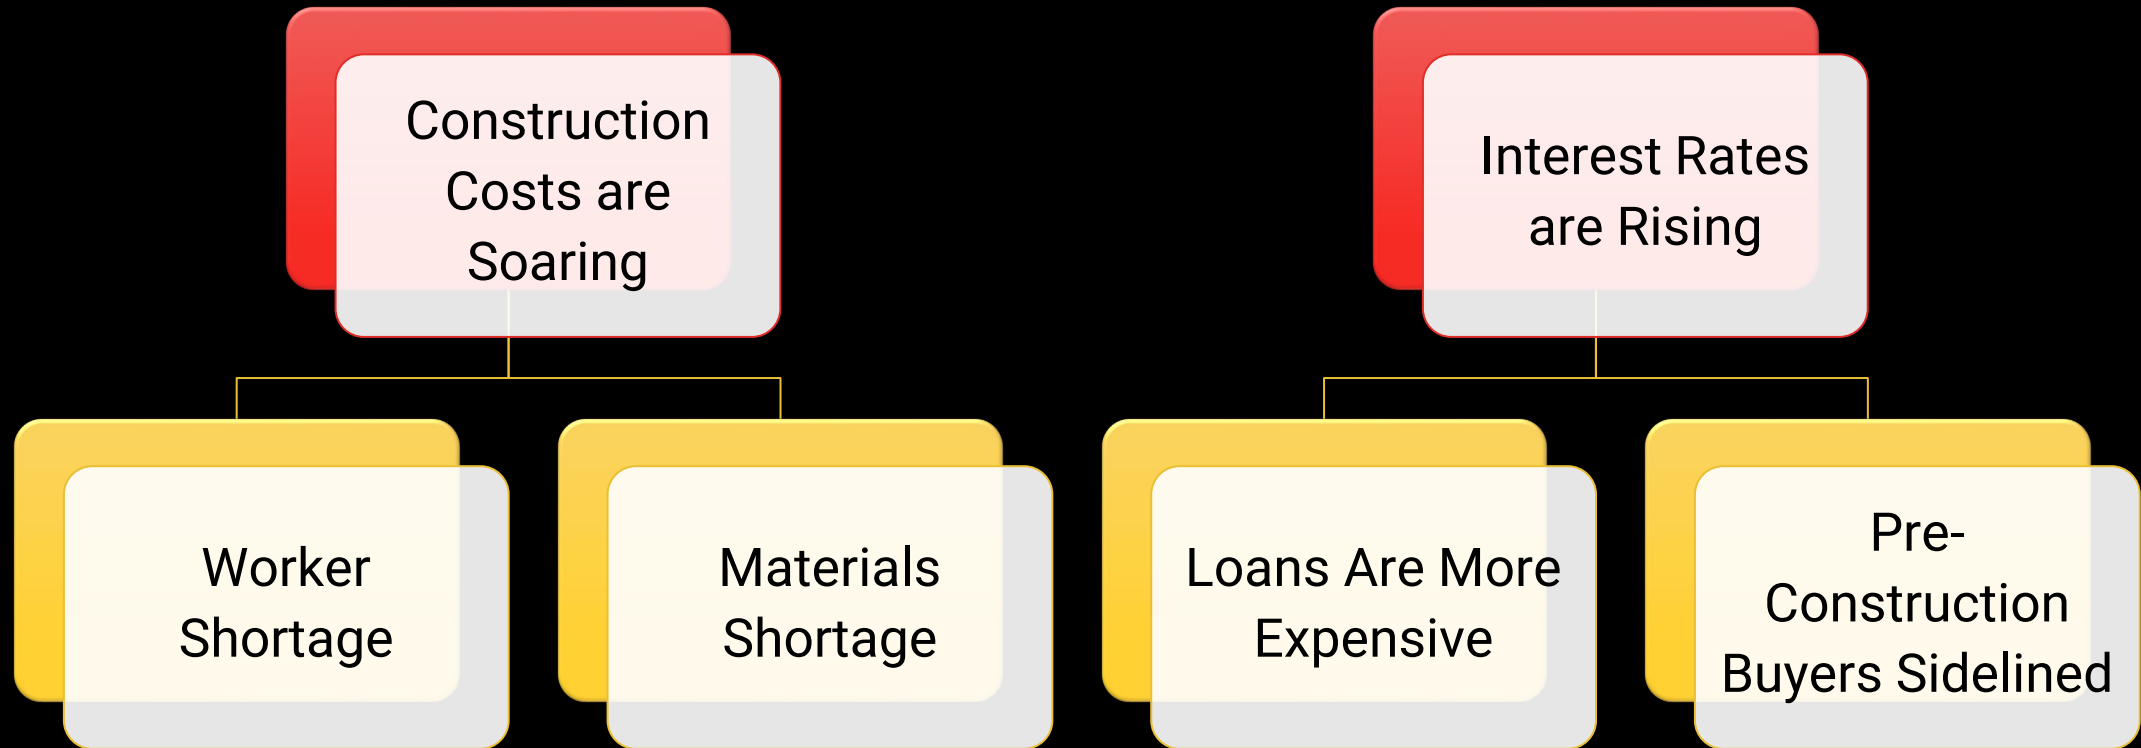 Construction
Costs are
Soaring
Interest Rates
are Rising
Worker
Shortage
Materials
Shortage
Loans Are More
Expensive
Pre-
Construction
Buyers Sidelined